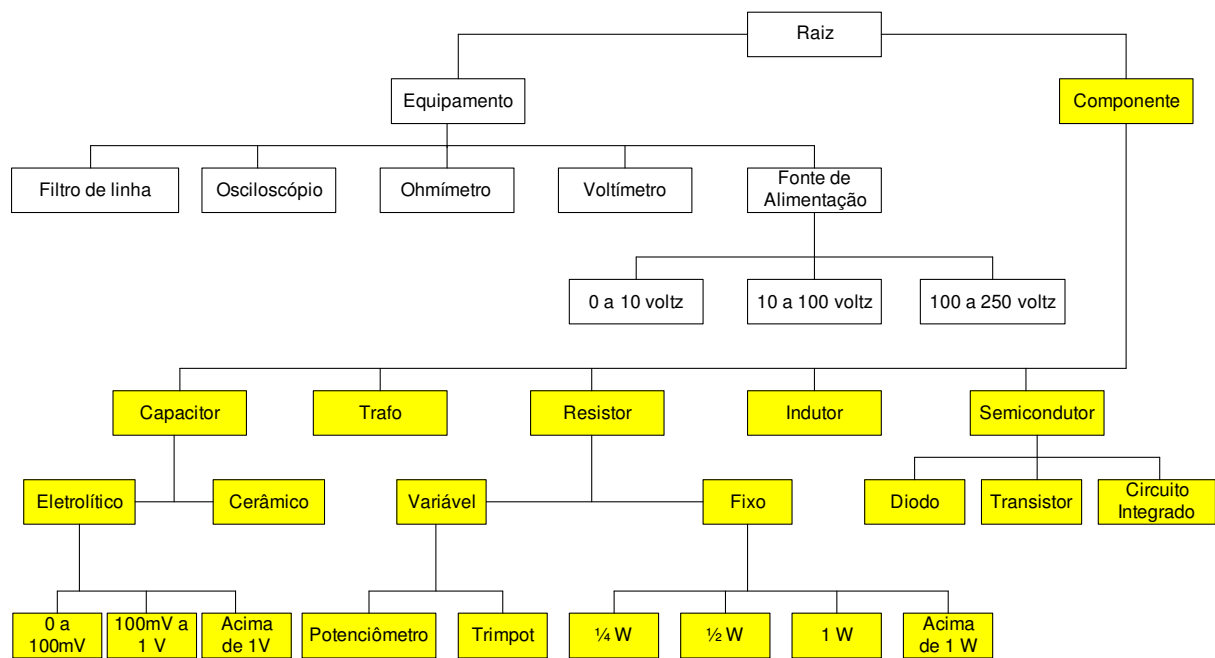 Raiz
Equipamento
Componente
Filtro de linha
Osciloscópio
Ohmímetro
Voltímetro
Fonte de
Alimentação
0 a 10 voltz
10 a 100 voltz
100 a 250 voltz
Capacitor
Trafo
Resistor
Indutor
Semicondutor
Eletrolítico
Cerâmico
Variável
Fixo
Diodo
Transistor
Circuito
Integrado
0 a
100mV
100mV a
1 V
Acima
de 1V
Potenciômetro
Trimpot
¼ W
½ W
1 W
Acima
de 1 W